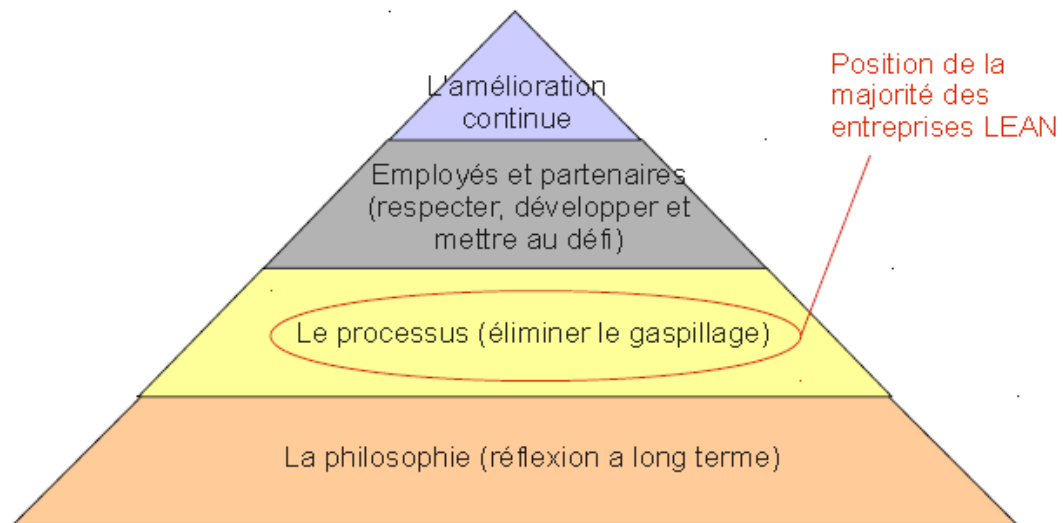 L'amélioration
continue
Position de la
majorité des
entreprises LEAN
Employés et partenaires
(respecter, développer et
mettre au défi)
Le processus (éliminer le gaspillage)
La philosophie (réflexion a long terme)